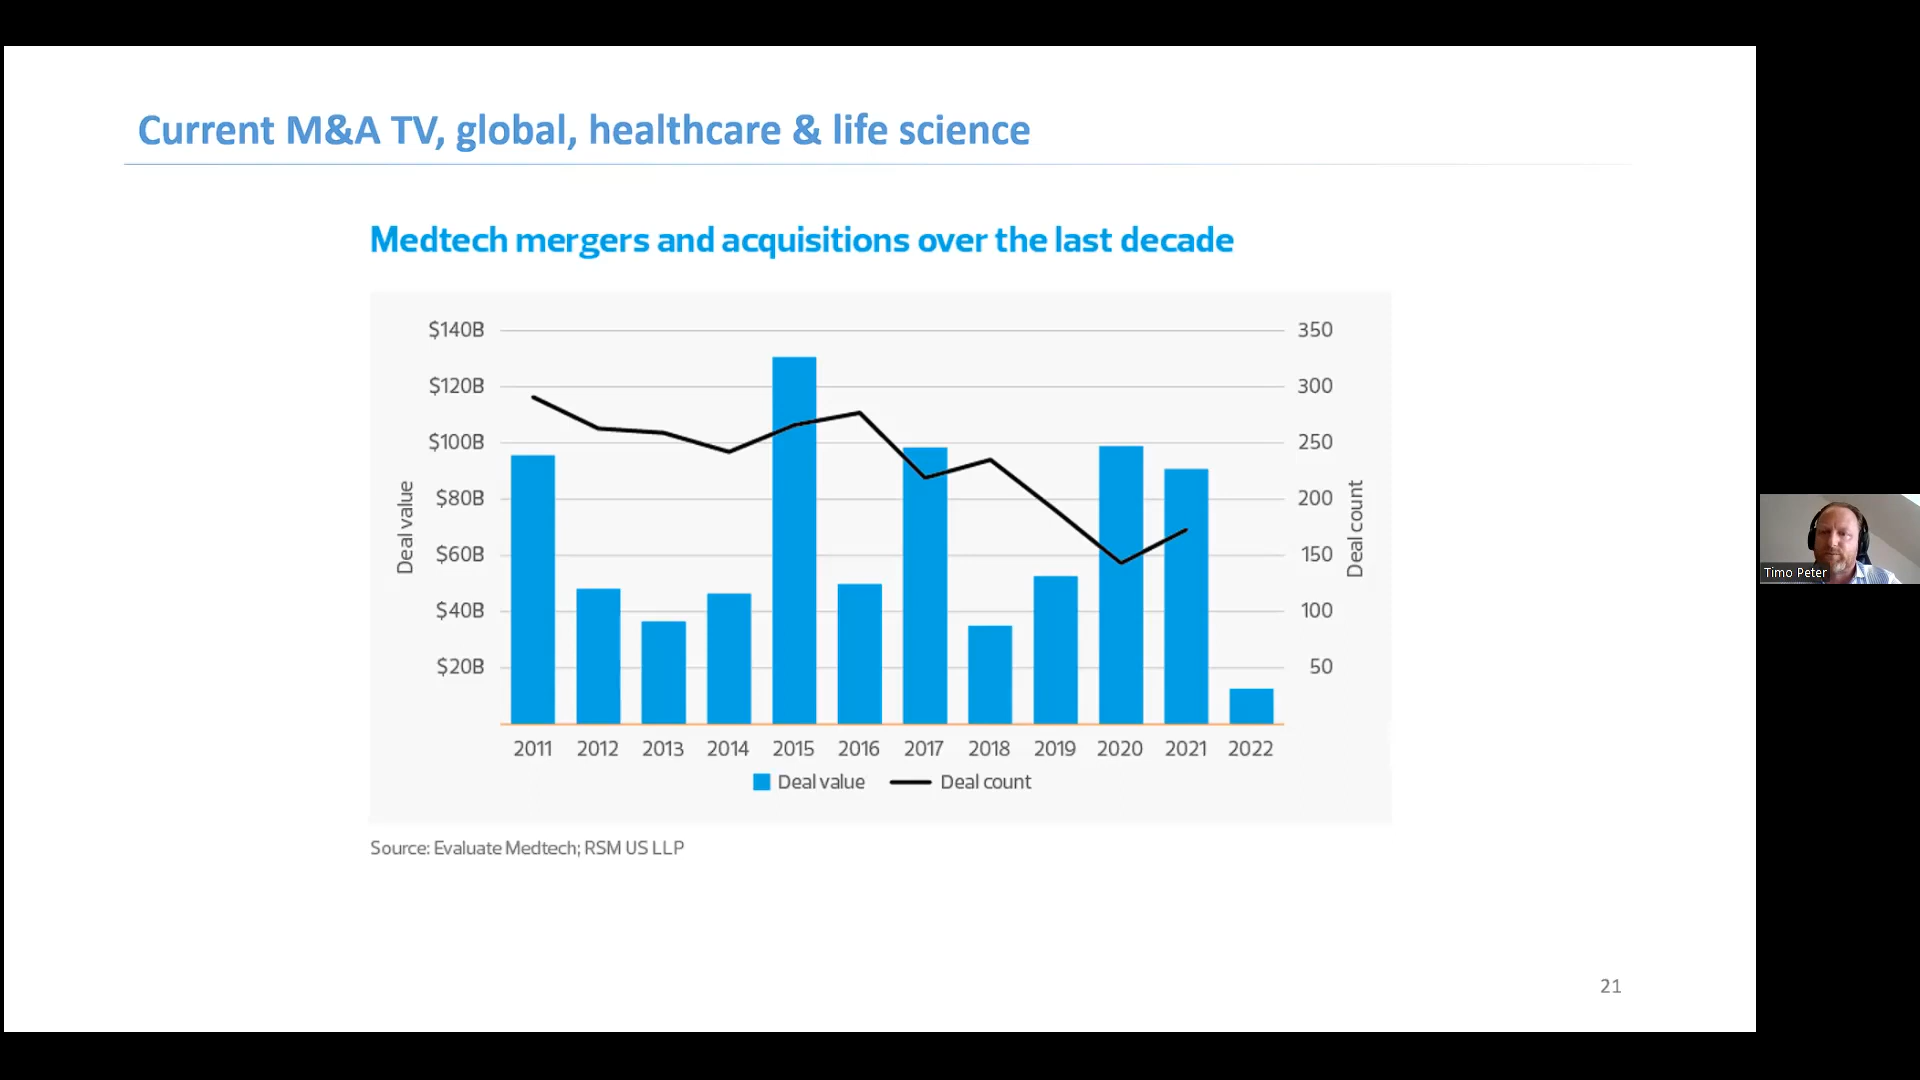 Current M&A TV, global, healthcare & life science
Medtech mergers and acquisitions over the last decade
$140B
$120B
$100B
$80B
$60B
$40B
$20B
Deal value
350
300
250
200
150
100
50
Deal count
2011 2012 2013 2014 2015 2016 2017 2018 2019 2020 2021 2022
Deal value Deal count
Source: Evaluate Medtech; RSM US LLP
21
Timo Peter